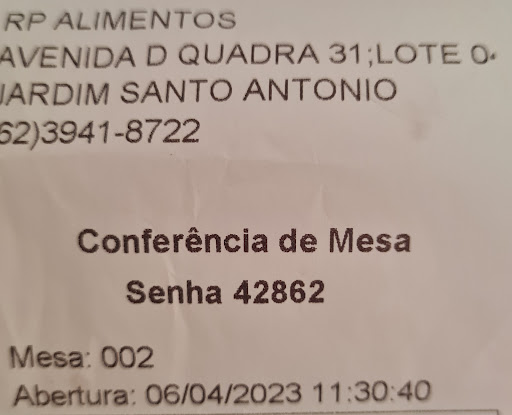 RP ALIMENTOS
AVENIDA D QUADRA 31;LOTE
JARDIM SANTO ANTONIO
62)3941-8722
Conferência de Mesa
Senha 42862
Mesa: 002
Abertura: 06/04/2023 11:30:40